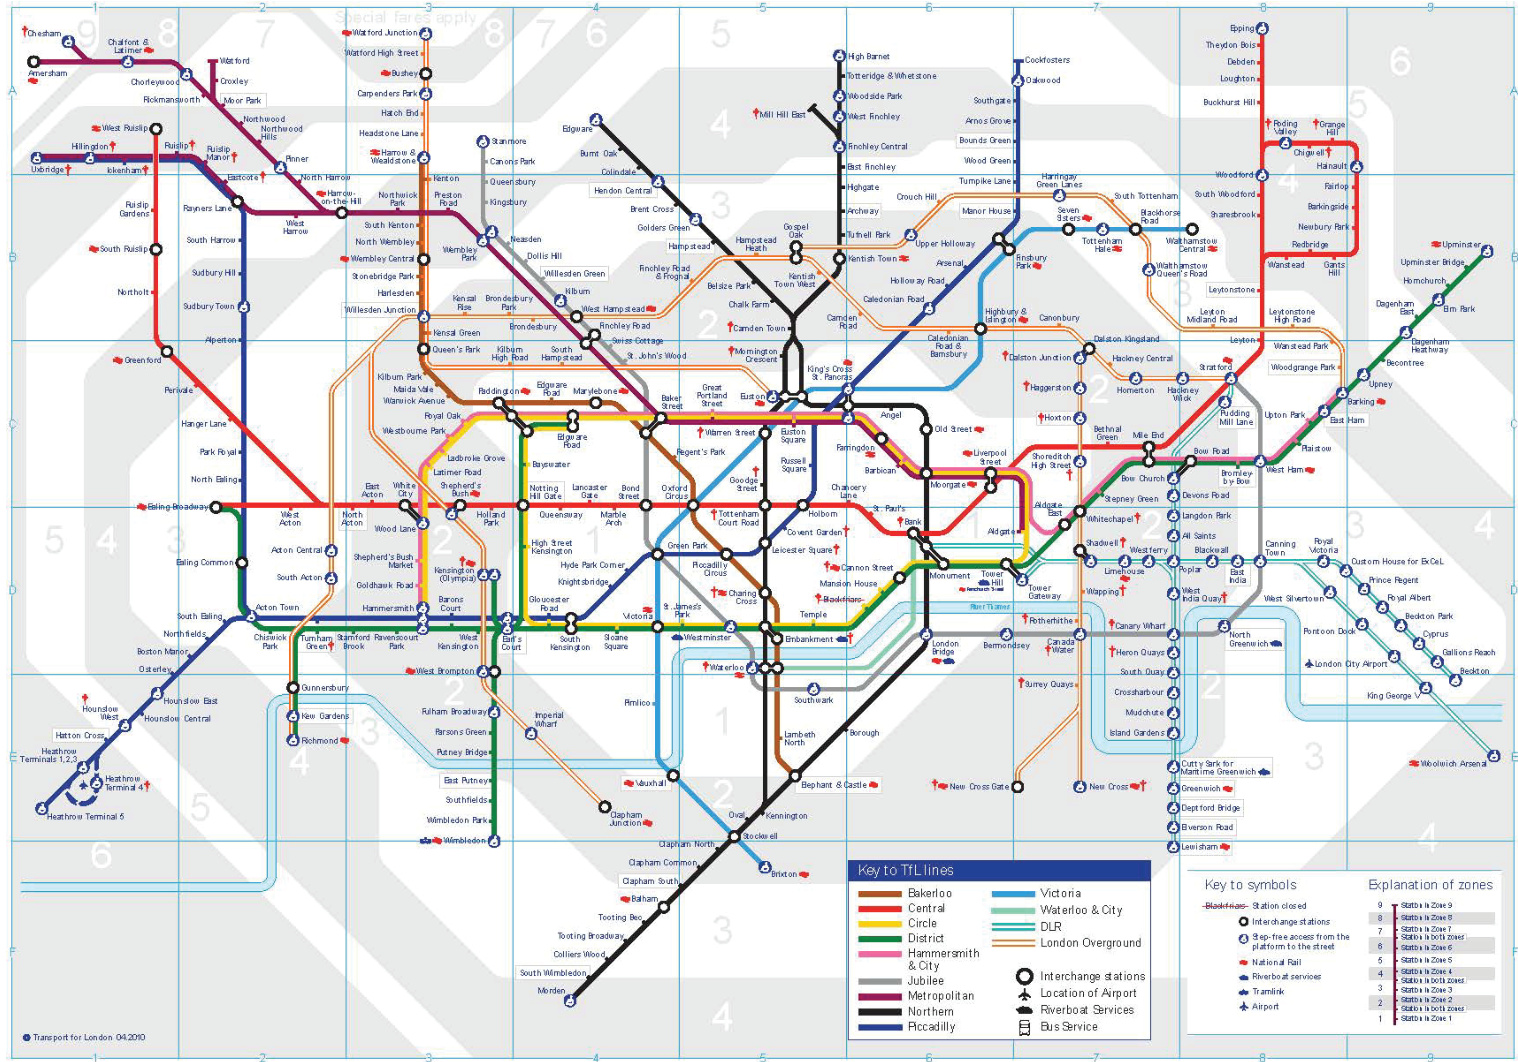 1
2
3
4
5
6
7
8
9
Special fares apply
Chesham
Chalfont &
Latimer
Watford
Amersham
Chorleywood
Croxley
Rickmansworth
Moor Park
Northwood
Northwood
Hills
West Ruislip
Hillingdon
Ruislip
Ruislip
Manor
Pinner
Uxbridge
Ickenham
Eastcote
North Harrow
Harrow-
on-the-Hill
Ruislip
Gardens
Rayners Lane
West
Harrow
Northwick
Park
Preston
Road
South Ruislip
South Harrow
Sudbury Hill
Northolt
Sudbury Town
Alperton
Greenford
Perivale
Hanger Lane
Park Royal
North Ealing
Ealing Broadway
West
Acton
North
Acton
East
Acton
Ealing Common
South Ealing
Acton Town
Northfields
Boston Manor
Osterley
Hounslow East
Hounslow Central
Hounslow
West
Hatton Cross
Heathrow
Terminals 1,2,3
Heathrow
Terminal 4
Heathrow Terminal 5
Watford Junction
Watford High Street
Bushey
Carpenders Park
Hatch End
Headstone Lane
Harrow &
Wealdstone
Kenton
South Kenton
North Wembley
Wembley Central
Stonebridge Park
Harlesden
Willesden Junction
Kensal Green
Queen's Park
Kilburn Park
Maida Vale
Warwick Avenue
Stanmore
Canons Park
Queensbury
Kingsbury
Wembley
Park
Neasden
Dollis Hill
Willesden Green
Kilburn
West Hampstead
Finchley Road
Swiss Cottage
St. John's Wood
Kensal
Rise
Brondesbury
Park
Brondesbury
Kilburn
High Road
South
Hampstead
Edgware
Burnt Oak
Colindale
Hendon Central
Brent Cross
Golders Green
Hampstead
Belsize Park
Chalk Farm
Camden Town
Mornington
Crescent
Finchley Road
& Frognal
Hampstead
Heath
Gospel
Oak
Kentish
Town West
Camden
Road
High Barnet
Totteridge & Whetstone
Woodside Park
West Finchley
Mill Hill East
Finchley Central
East Finchley
Highgate
Archway
Tufnell Park
Kentish Town
Cockfosters
Oakwood
Southgate
Arnos Grove
Bounds Green
Wood Green
Turnpike Lane
Manor House
Crouch Hill
Upper Holloway
Harringay
Green Lanes
South Tottenham
Seven
Sisters
Blackhorse
Road
Tottenham
Hale
Walthamstow
Central
Walthamstow
Queen's Road
Finsbury
Park
Arsenal
Holloway Road
Caledonian Road
Highbury &
Islington
Caledonian
Road &
Barnsbury
Canonbury
Dalston Kingsland
Dalston Junction
Hackney Central
Haggerston
Homerton
Hackney
Wick
Hoxton
Shoreditch
High Street
Epping
Theydon Bois
Debden
Loughton
Buckhurst Hill
Roding
Valley
Grange
Hill
Chigwell
Hainault
Woodford
Fairlop
South Woodford
Barkingside
Snaresbrook
Newbury Park
Redbridge
Wanstead
Gants
Hill
Leytonstone
Leyton
Midland Road
Leytonstone
High Road
Leyton
Wanstead Park
Woodgrange Park
Stratford
Upminster
Upminster Bridge
Hornchurch
Elm Park
Dagenham
East
Dagenham
Heathway
Becontree
Upney
Barking
East Ham
Upton Park
Plaistow
West Ham
Pudding
Mill Lane
Bow Road
Bromley-
by-Bow
Bow Church
Mile End
Bethnal
Green
Stepney Green
Devons Road
Langdon Park
All Saints
Poplar
Paddington
Edgware
Road
Marylebone
Royal Oak
Westbourne Park
Ladbroke Grove
Latimer Road
Edgware
Road
Baker
Street
Great
Portland
Street
Euston
King's Cross
St. Pancras
Warren Street
Euston
Square
Russell
Square
Regent's Park
Bayswater
Angel
Old Street
Farringdon
Barbican
Moorgate
Liverpool
Street
Aldgate
East
Aldgate
Whitechapel
White
City
Shepherd's
Bush
Wood Lane
Holland
Park
Notting
Hill Gate
Queensway
Lancaster
Gate
Marble
Arch
Bond
Street
Oxford
Circus
Goodge
Street
Tottenham
Court Road
Holborn
Chancery
Lane
St. Paul's
Bank
Covent Garden
Leicester Square
Acton Central
South Acton
Shepherd's Bush
Market
Goldhawk Road
Kensington
(Olympia)
High Street
Kensington
Hyde Park Corner
Knightsbridge
Green Park
Piccadilly
Circus
Cannon Street
Mansion House
Blackfriars
Temple
Monument
Tower
Hill
Fenchurch Street
Tower
Gateway
Shadwell
Limehouse
Westferry
Blackwall
East
India
Canning
Town
Royal
Victoria
Custom House for ExCeL
Prince Regent
Royal Albert
Beckton Park
Cyprus
Gallions Reach
Beckton
Hammersmith
Barons
Court
Gloucester
Road
Earl's
Court
South
Kensington
Sloane
Square
Victoria
St. James's
Park
Westminster
Charing
Cross
Embankment
Waterloo
Southwark
River Thames
London
Bridge
Bermondsey
Wapping
Rotherhithe
Canada
Water
Surrey Quays
Chiswick
Park
Turnham
Green
Stamford
Brook
Ravenscourt
Park
West
Kensington
Gunnersbury
Kew Gardens
Richmond
West Brompton
Fulham Broadway
Parsons Green
Putney Bridge
East Putney
Southfields
Wimbledon Park
Wimbledon
Imperial
Wharf
Clapham
Junction
Pimlico
Vauxhall
Lambeth
North
Elephant & Castle
Borough
Kennington
Oval
Stockwell
Brixton
Clapham North
Clapham Common
Clapham South
Balham
Tooting Bec
Tooting Broadway
Colliers Wood
South Wimbledon
Morden
New Cross Gate
New Cross
West
India Quay
Canary Wharf
Heron Quays
South Quay
Crossharbour
Mudchute
Island Gardens
Cutty Sark for
Maritime Greenwich
Greenwich
Deptford Bridge
Elverson Road
Lewisham
North
Greenwich
West Silvertown
Pontoon Dock
London City Airport
King George V
Woolwich Arsenal
Transport for London 04.2010
Key to TfL lines
Bakerloo
Central
Circle
District
Hammersmith
& City
Jubilee
Metropolitan
Northern
Piccadilly
Victoria
Waterloo & City
DLR
London Overground
Interchange stations
Location of Airport
Riverboat Services
Bus Service
Key to symbols
Blackfriars Station closed
Interchange stations
Step-free access from the
platform to the street
National Rail
Riverboat services
Tramlink
Airport
Explanation of zones
9 Station in Zone 9
8 Station in Zone 8
7 Station in Zone 7
Station in both zones
6 Station in Zone 6
5 Station in Zone 5
4 Station in Zone 4
Station in both zones
3 Station in Zone 3
2 Station in Zone 2
Station in both zones
1 Station in Zone 1